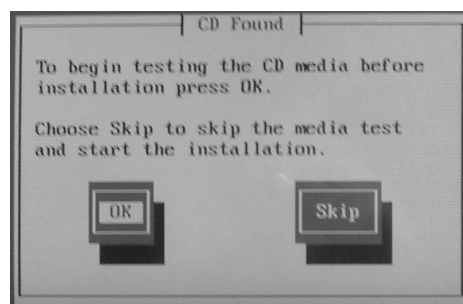 CD Found
To begin testing the CD media before
installation press OK.
Choose Skip to skip the media test
and start the installation.
OK Skip